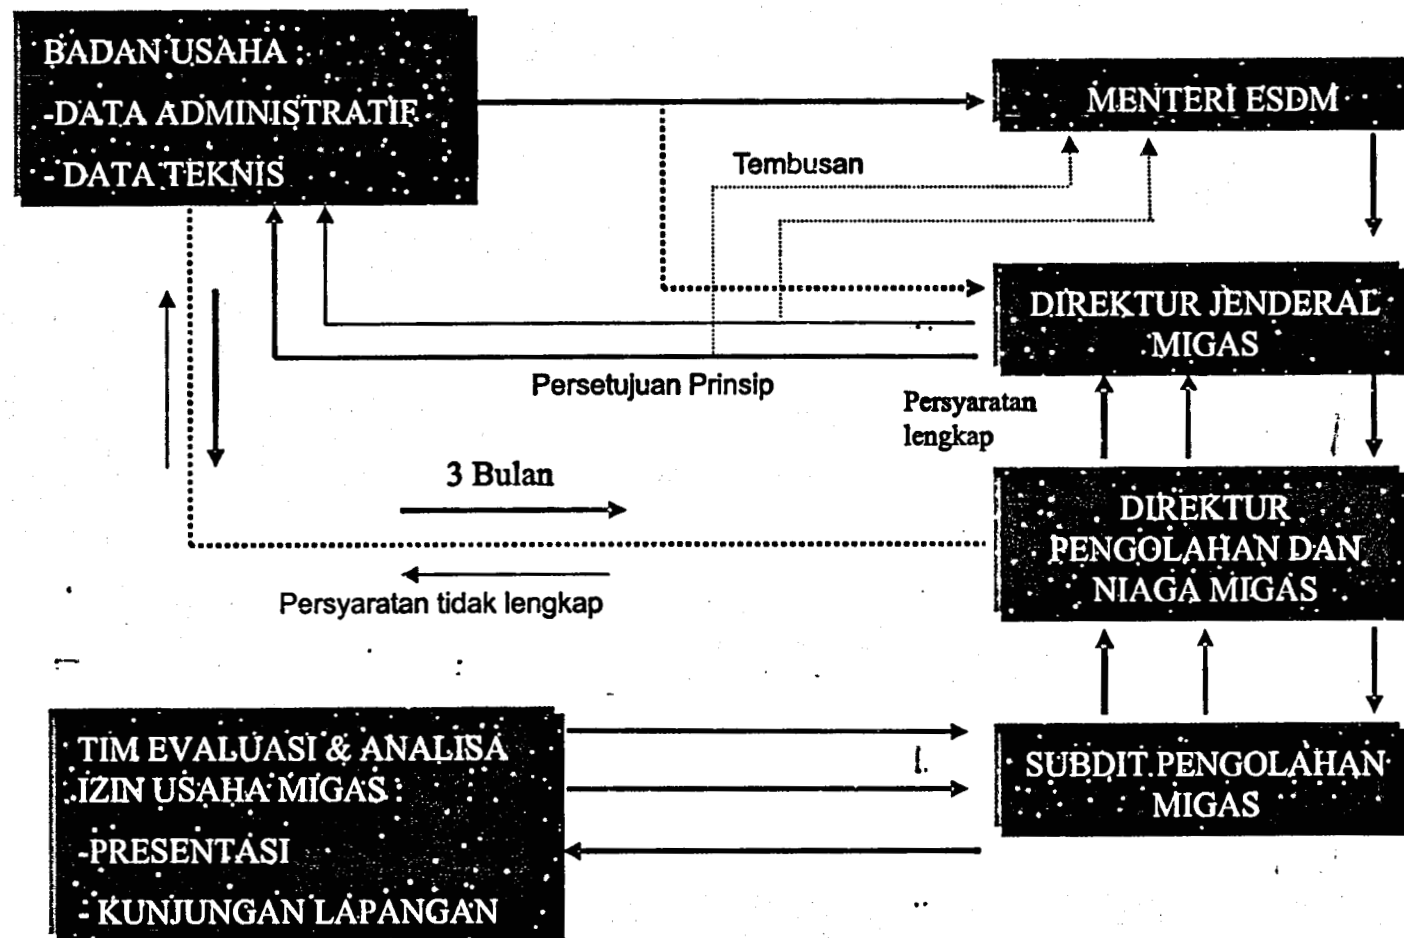 BADAN USAHA :
-DATA ADMINISTRATIF
- DATA TEKNIS
MENTERI ESDM
Tembusan
DIREKTUR JENDERAL
MIGAS
Persetujuan Prinsip
Persyaratan
lengkap
3 Bulan
DIREKTUR
PENGOLAHAN DAN
NIAGA MIGAS
Persyaratan tidak lengkap
TIM EVALUASI & ANALISA
IZIN USAHA MIGAS :
-PRESENTASI
- KUNJUNGAN LAPANGAN
SUBDIT PENGOLAHAN
MIGAS